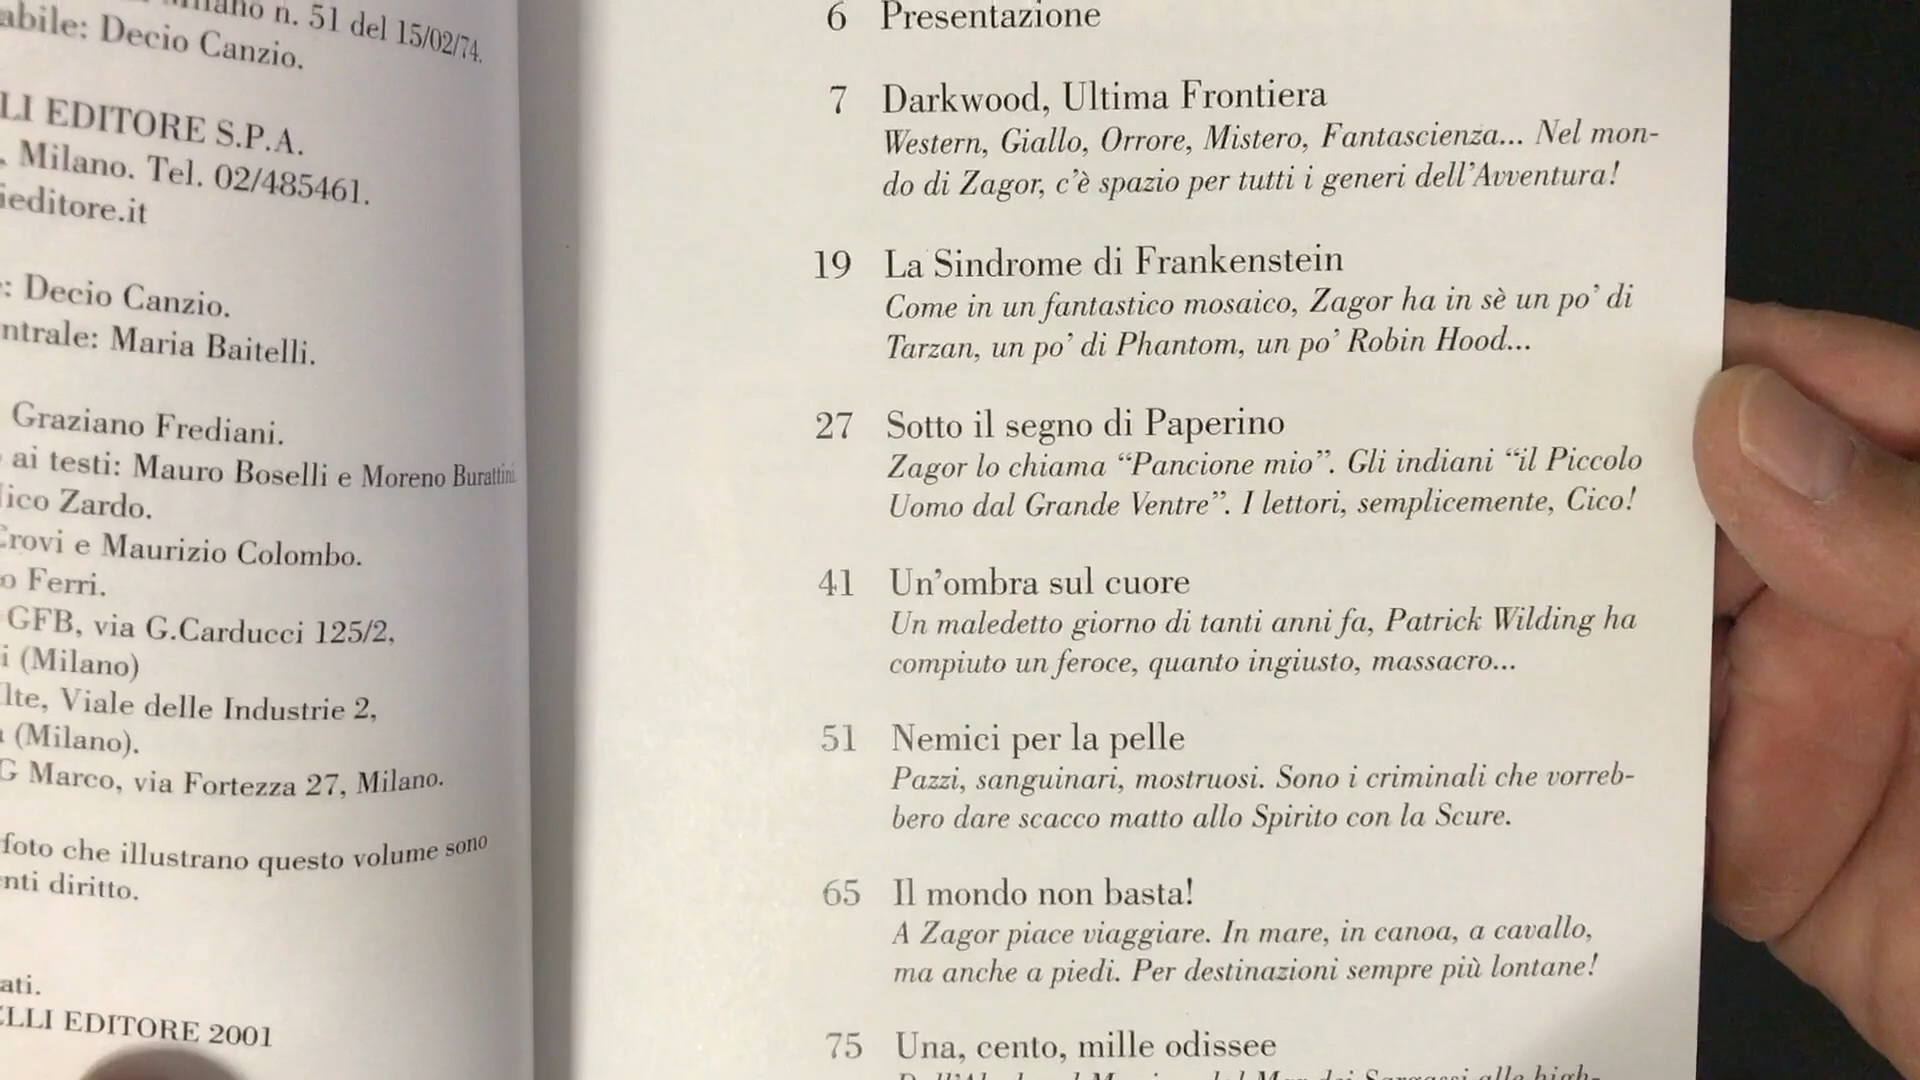 Milano n. 51 del 15/02/74.
abile: Decio Canzio.
LLI EDITORE S.P.A.
, Milano. Tel. 02/485461.
ieditore.it
: Decio Canzio.
ntrale: Maria Baitelli.
Graziano Frediani.
ai testi: Mauro Boselli e Moreno Burattini.
ico Zardo.
Crovi e Maurizio Colombo.
o Ferri.
GFB, via G.Carducci 125/2,
i (Milano)
Ilte, Viale delle Industrie 2,
(Milano).
G Marco, via Fortezza 27, Milano.
foto che illustrano questo volume sono
nti diritto.
ati.
ELLI EDITORE 2001
6 Presentazione
7 Darkwood, Ultima Frontiera
Western, Giallo, Orrore, Mistero, Fantascienza... Nel mon-
do di Zagor, c'è spazio per tutti i generi dell'Avventura!
19 La Sindrome di Frankenstein
Come in un fantastico mosaico, Zagor ha in sè un po' di
Tarzan, un po' di Phantom, un po' Robin Hood...
27 Sotto il segno di Paperino
Zagor lo chiama “Pancione mio”. Gli indiani “il Piccolo
Uomo dal Grande Ventre”. I lettori, semplicemente, Cico!
41 Un'ombra sul cuore
Un maledetto giorno di tanti anni fa, Patrick Wilding ha
compiuto un feroce, quanto ingiusto, massacro...
51 Nemici per la pelle
Pazzi, sanguinari, mostruosi. Sono i criminali che vorreb-
bero dare scacco matto allo Spirito con la Scure.
65 Il mondo non basta!
A Zagor piace viaggiare. In mare, in canoa, a cavallo,
ma anche a piedi. Per destinazioni sempre più lontane!
75 Una, cento, mille odissee